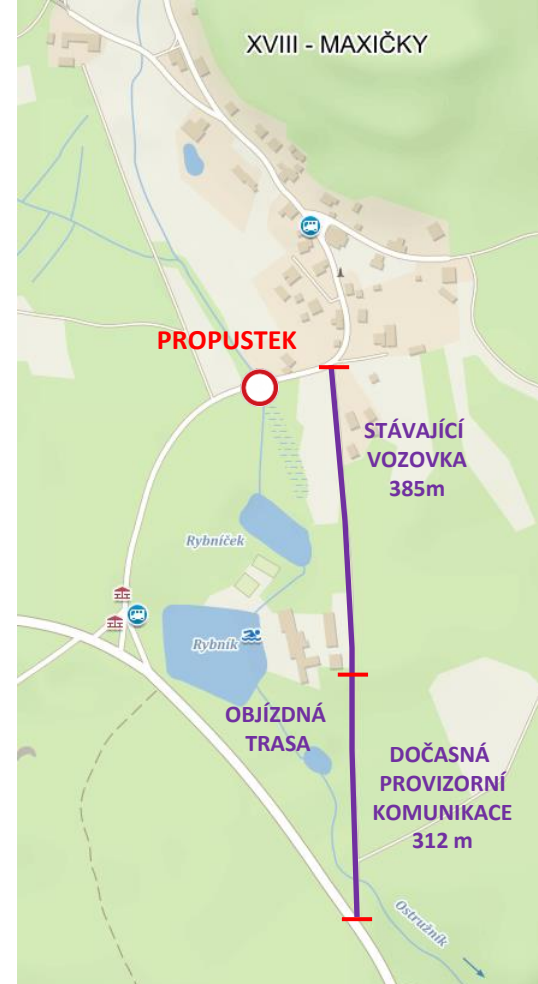 XVIII - MAXIČKY
PROPUSTEK
STÁVAJÍCÍ
VOZOVKA
385m
Rybníček
Rybník
OBJÍZDNÁ
TRASA
DOČASNÁ
PROVIZORNÍ
KOMUNIKACE
312 m
Ostružník